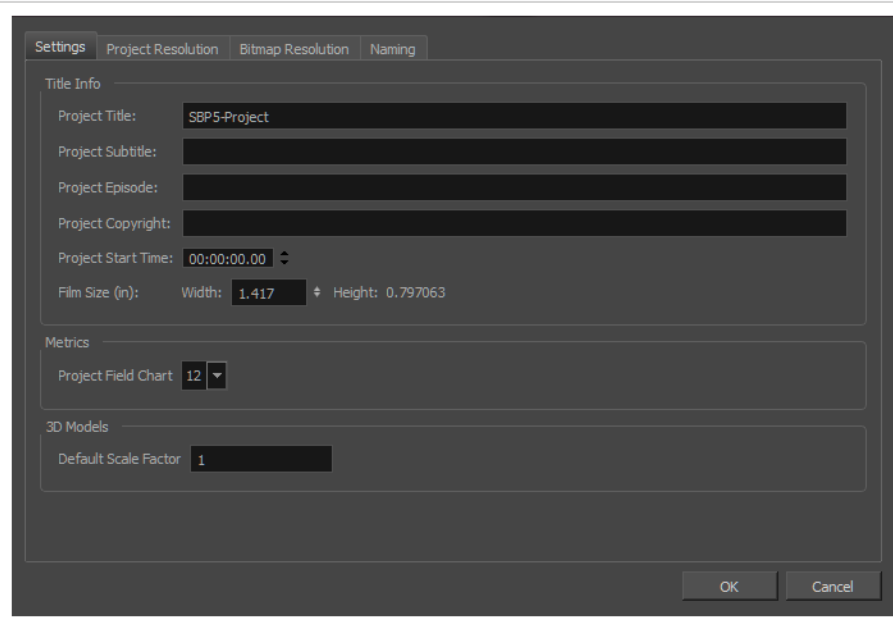 Settings Project Resolution Bitmap Resolution Naming
Title Info
Project Title: SBP5-Project
Project Subtitle:
Project Episode:
Project Copyright:
Project Start Time: 00:00:00.00
Film Size (in): Width: 1.417 Height: 0.797063
Metrics
Project Field Chart 12
3D Models
Default Scale Factor 1
OK Cancel